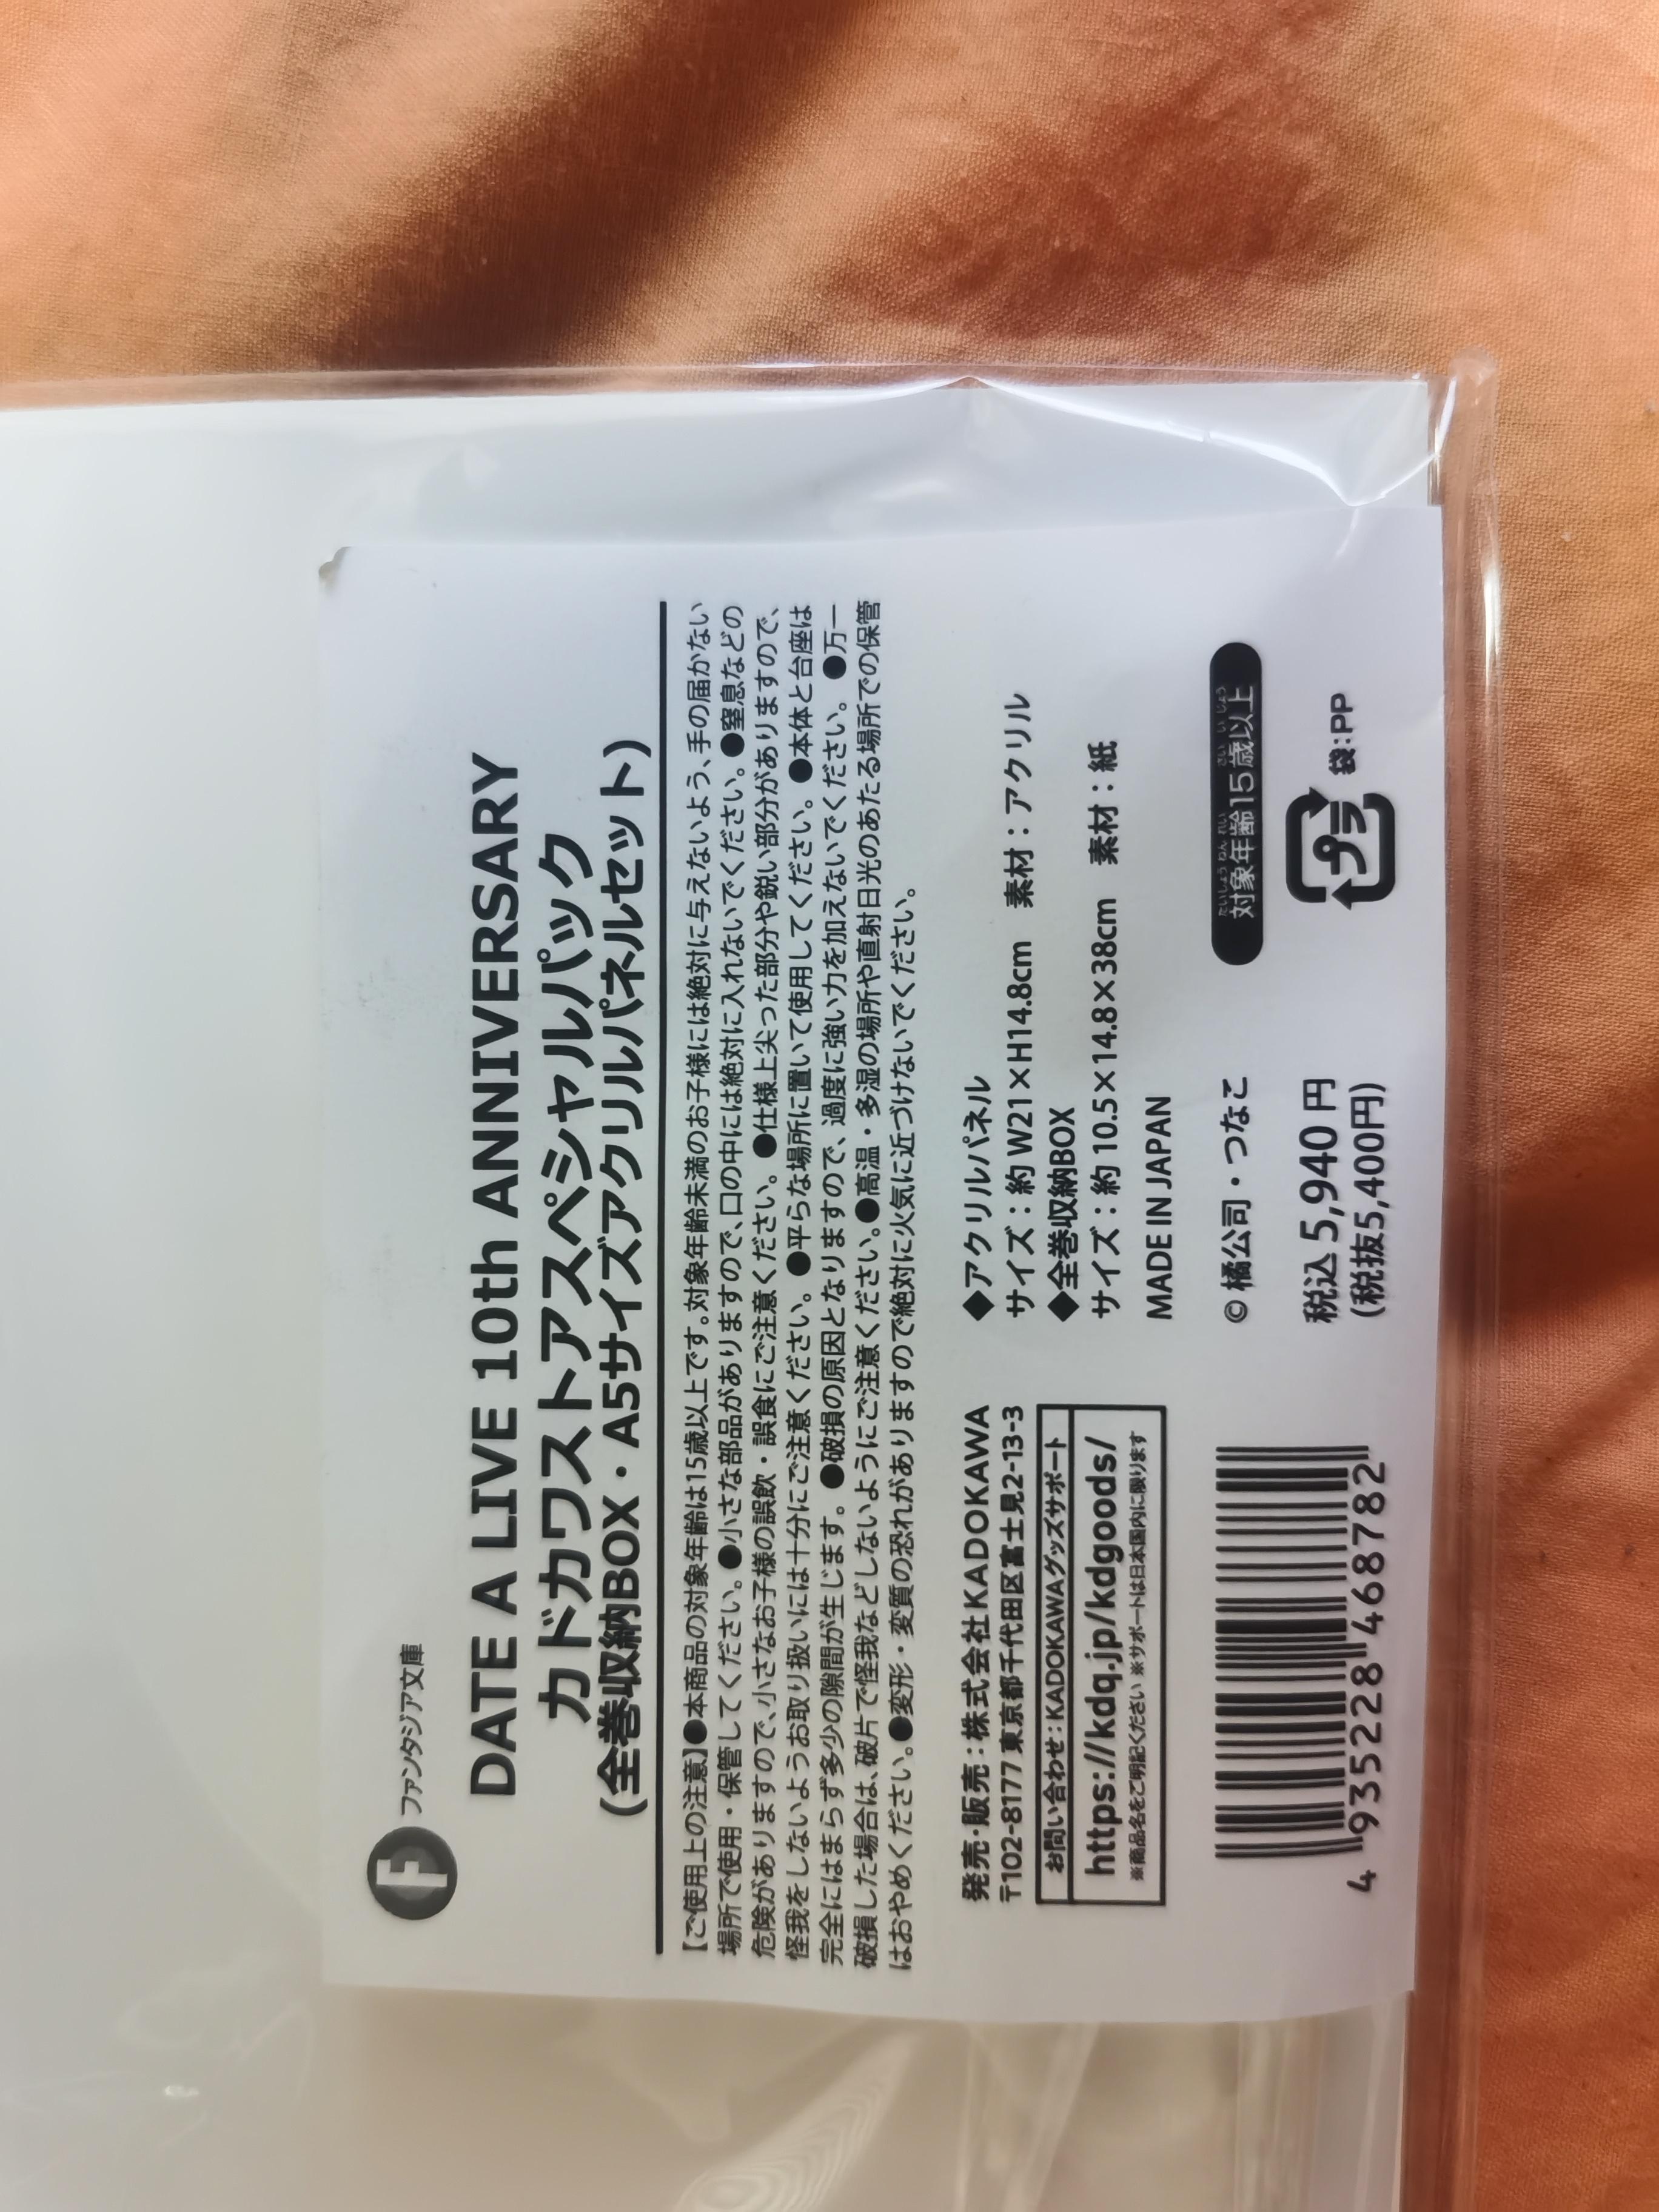 ファンタジア文庫
DATE A LIVE 10th ANNIVERSARY
カドカワストアスペシャルパック
(全巻収納BOX・A5サイズアクリルパネルセット)
【ご使用上の注意】●本商品の対象年齢は15歳以上です。対象年齢未満のお子様には絶対に与えないよう、手の届かない
場所で使用・保管してください。●小さな部品がありますので、口の中には絶対に入れないでください。●窒息などの
危険がありますので、小さなお子様の誤飲・誤食にご注意ください。●仕様上尖った部分や鋭い部分がありますので、
怪我をしないようお取り扱いには十分にご注意ください。●平らな場所に置いて使用してください。●本体と台座は
完全にはまらず多少の隙間が生じます。●破損の原因となりますので、過度に強い力を加えないでください。●万一
破損した場合は、破片で怪我などしないようにご注意ください。●高温・多湿の場所や直射日光のあたる場所での保管
はおやめください。●変形・変質の恐れがありますので絶対に火気に近づけないでください。
発売・販売：株式会社KADOKAWA
〒102-8177 東京都千代田区富士見2-13-3
お問い合わせ：KADOKAWAグッズサポート
https://kdq.jp/kdgoods/
※商品名をご明記ください ※サポートは日本国内に限ります
4 935228 468782
◆アクリルパネル
サイズ：約 W21×H14.8cm 素材：アクリル
◆全巻収納BOX
サイズ：約 10.5×14.8×38cm 素材：紙
MADE IN JAPAN
© 橘公司・つなこ
税込 5,940 円
(税抜5,400円)
たいしょうねんれい さい い じょう
対象年齢15歳以上
プラ
袋:PP